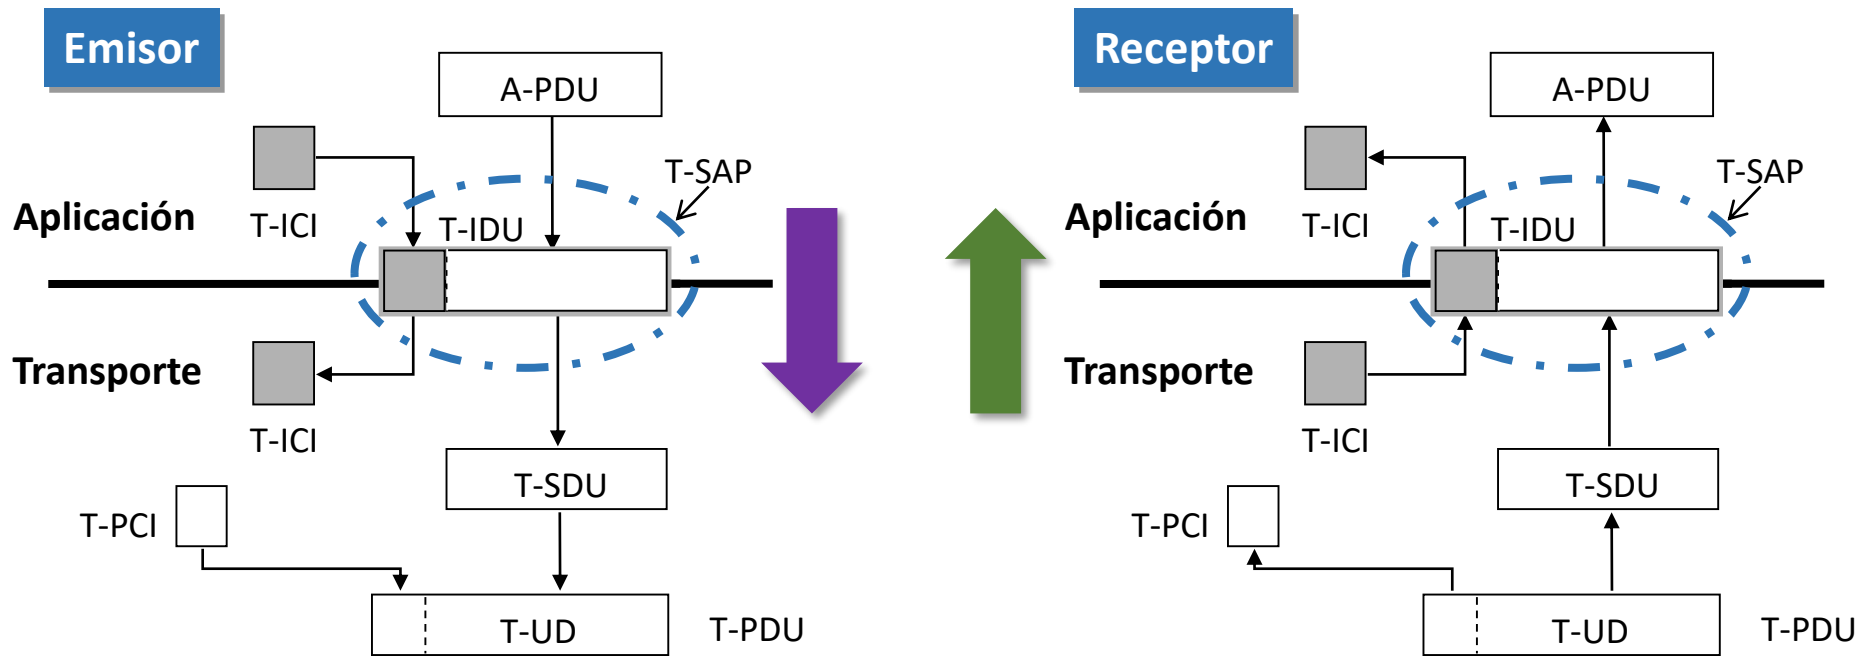 Emisor
A-PDU
T-SAP
T-ICI
T-IDU
Aplicación
Transporte
T-ICI
T-SDU
T-PCI
T-UD
T-PDU
Receptor
A-PDU
T-SAP
T-ICI
T-IDU
Aplicación
Transporte
T-ICI
T-SDU
T-PCI
T-UD
T-PDU